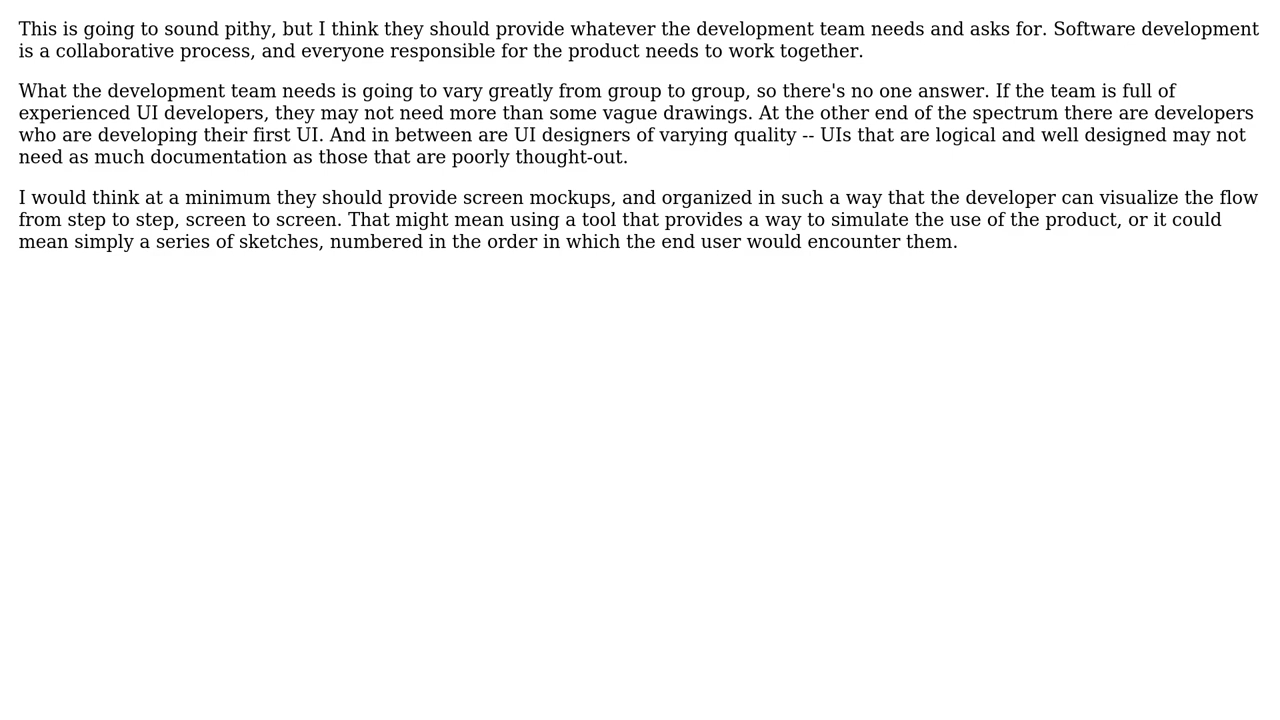 This is going to sound pithy, but I think they should provide whatever the development team needs and asks for. Software development
is a collaborative process, and everyone responsible for the product needs to work together.
What the development team needs is going to vary greatly from group to group, so there's no one answer. If the team is full of
experienced UI developers, they may not need more than some vague drawings. At the other end of the spectrum there are developers
who are developing their first UI. And in between are UI designers of varying quality -- UIs that are logical and well designed may not
need as much documentation as those that are poorly thought-out.
I would think at a minimum they should provide screen mockups, and organized in such a way that the developer can visualize the flow
from step to step, screen to screen. That might mean using a tool that provides a way to simulate the use of the product, or it could
mean simply a series of sketches, numbered in the order in which the end user would encounter them.